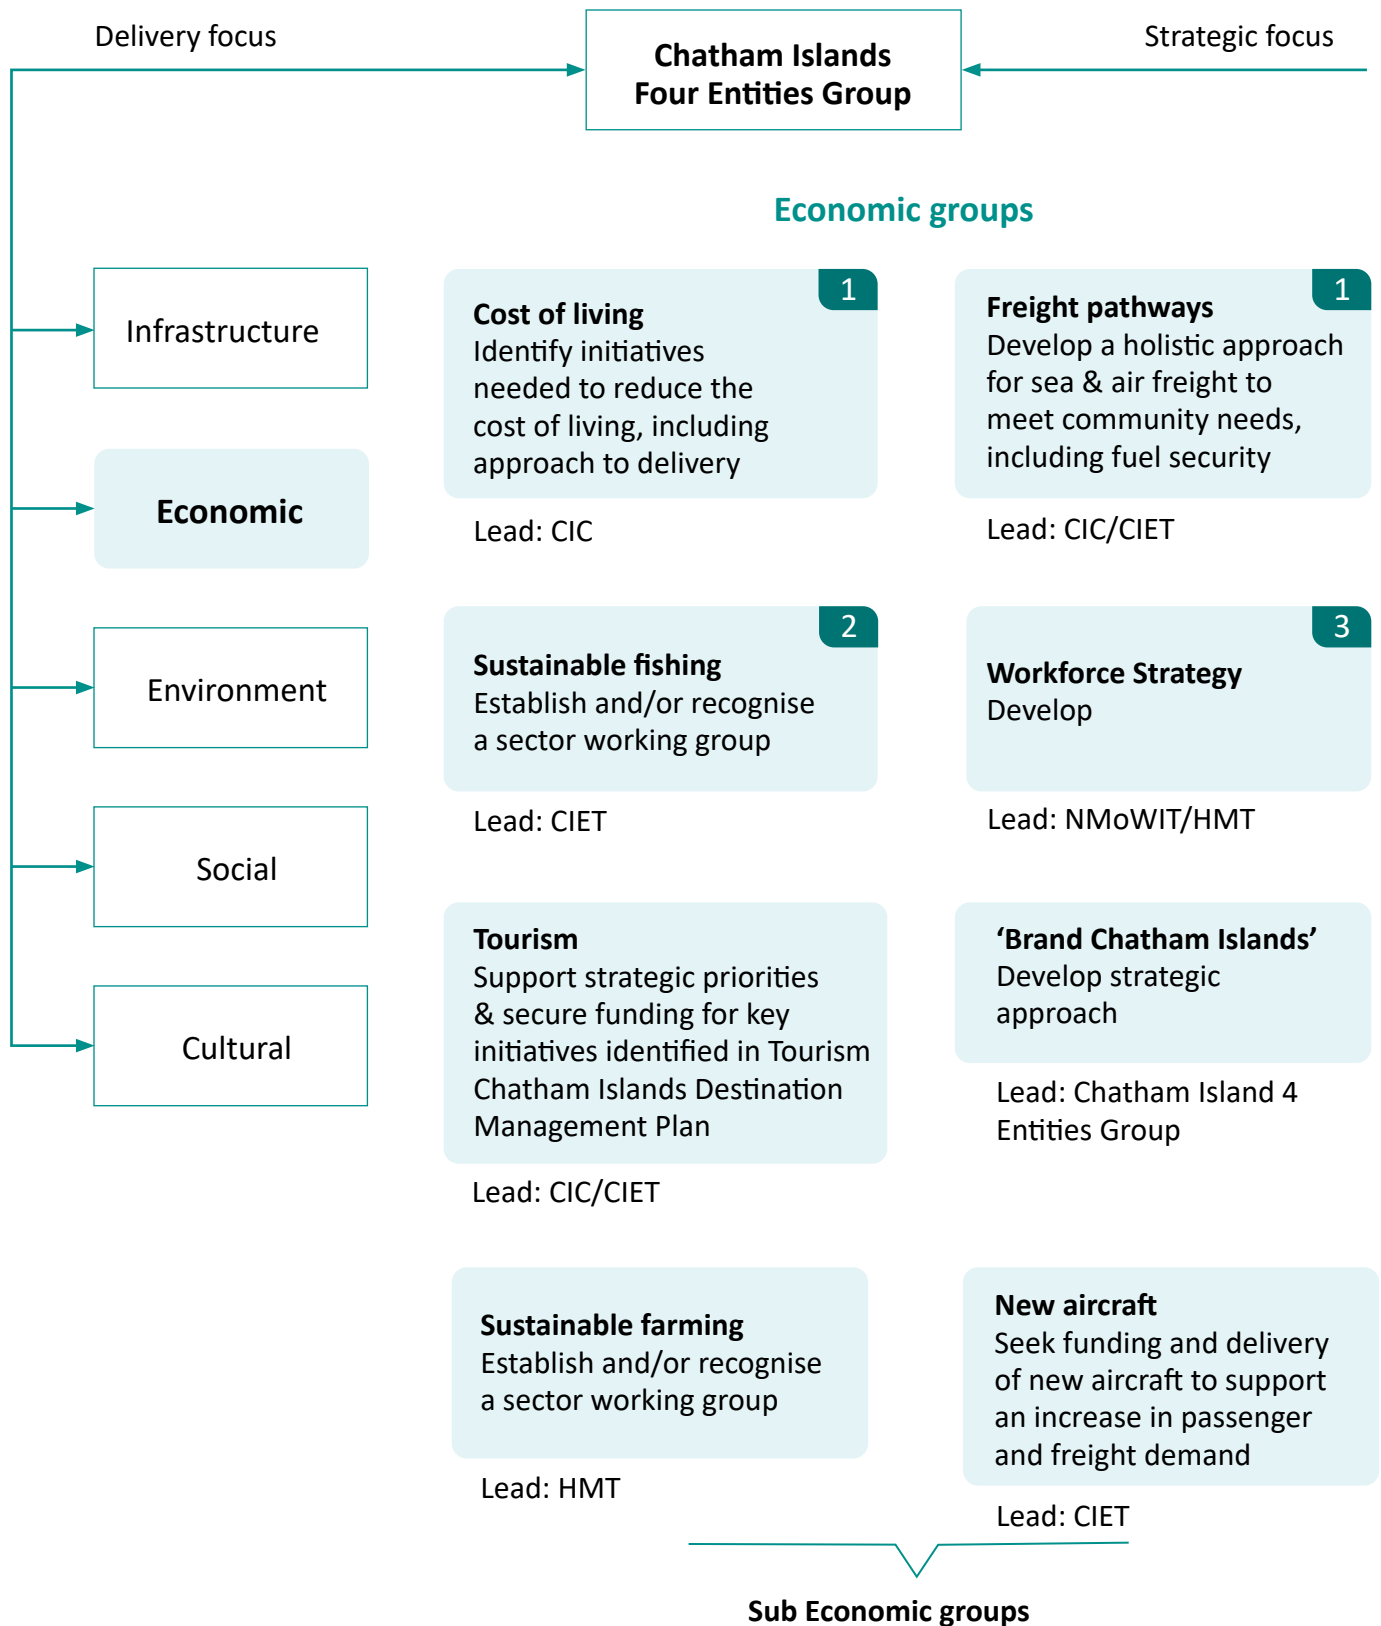 Delivery focus
Chatham Islands
Four Entities Group
Strategic focus
Economic groups
Infrastructure
Economic
Environment
Social
Cultural
1
Cost of living
Identify initiatives
needed to reduce the
cost of living, including
approach to delivery
Lead: CIC
1
Freight pathways
Develop a holistic approach
for sea & air freight to
meet community needs,
including fuel security
Lead: CIC/CIET
2
Sustainable fishing
Establish and/or recognise
a sector working group
Lead: CIET
3
Workforce Strategy
Develop
Lead: NMoWIT/HMT
Tourism
Support strategic priorities
& secure funding for key
initiatives identified in Tourism
Chatham Islands Destination
Management Plan
Lead: CIC/CIET
‘Brand Chatham Islands’
Develop strategic
approach
Lead: Chatham Island 4
Entities Group
Sustainable farming
Establish and/or recognise
a sector working group
Lead: HMT
New aircraft
Seek funding and delivery
of new aircraft to support
an increase in passenger
and freight demand
Lead: CIET
Sub Economic groups